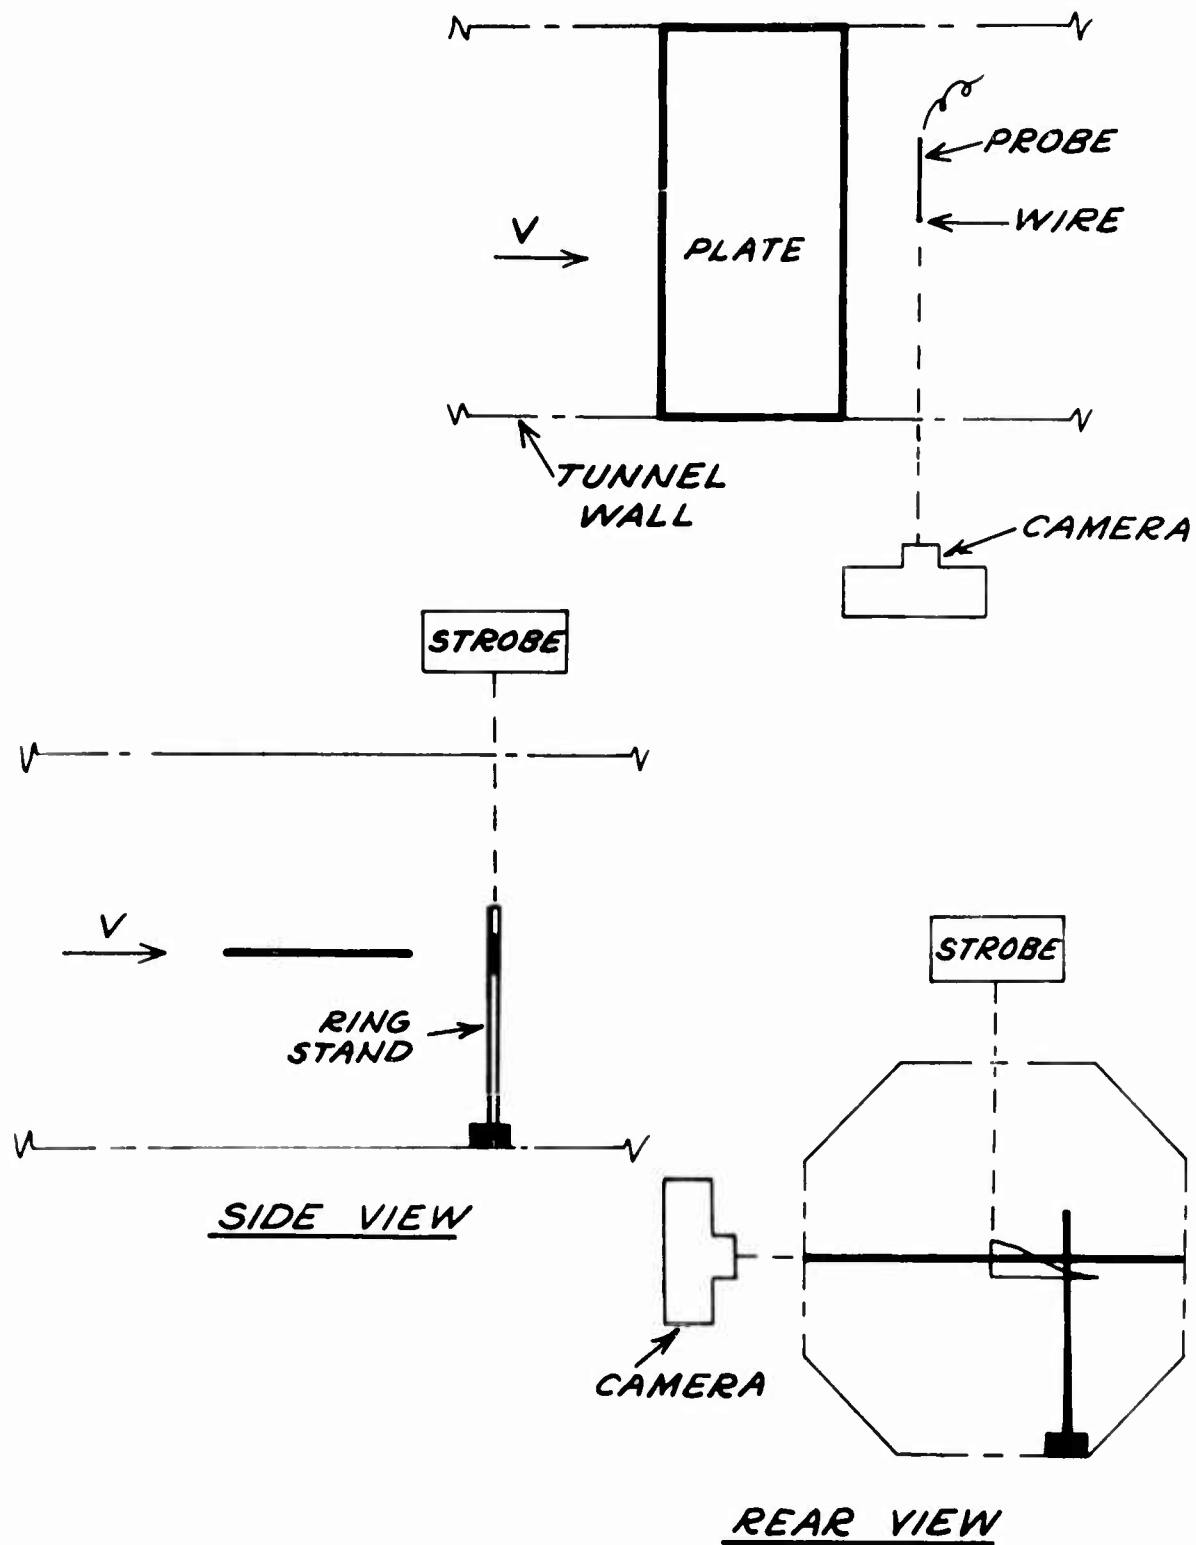 PROBE
WIRE
V
PLATE
TUNNEL
WALL
CAMERA
STROBE
V
RING
STAND
SIDE VIEW
STROBE
CAMERA
REAR VIEW